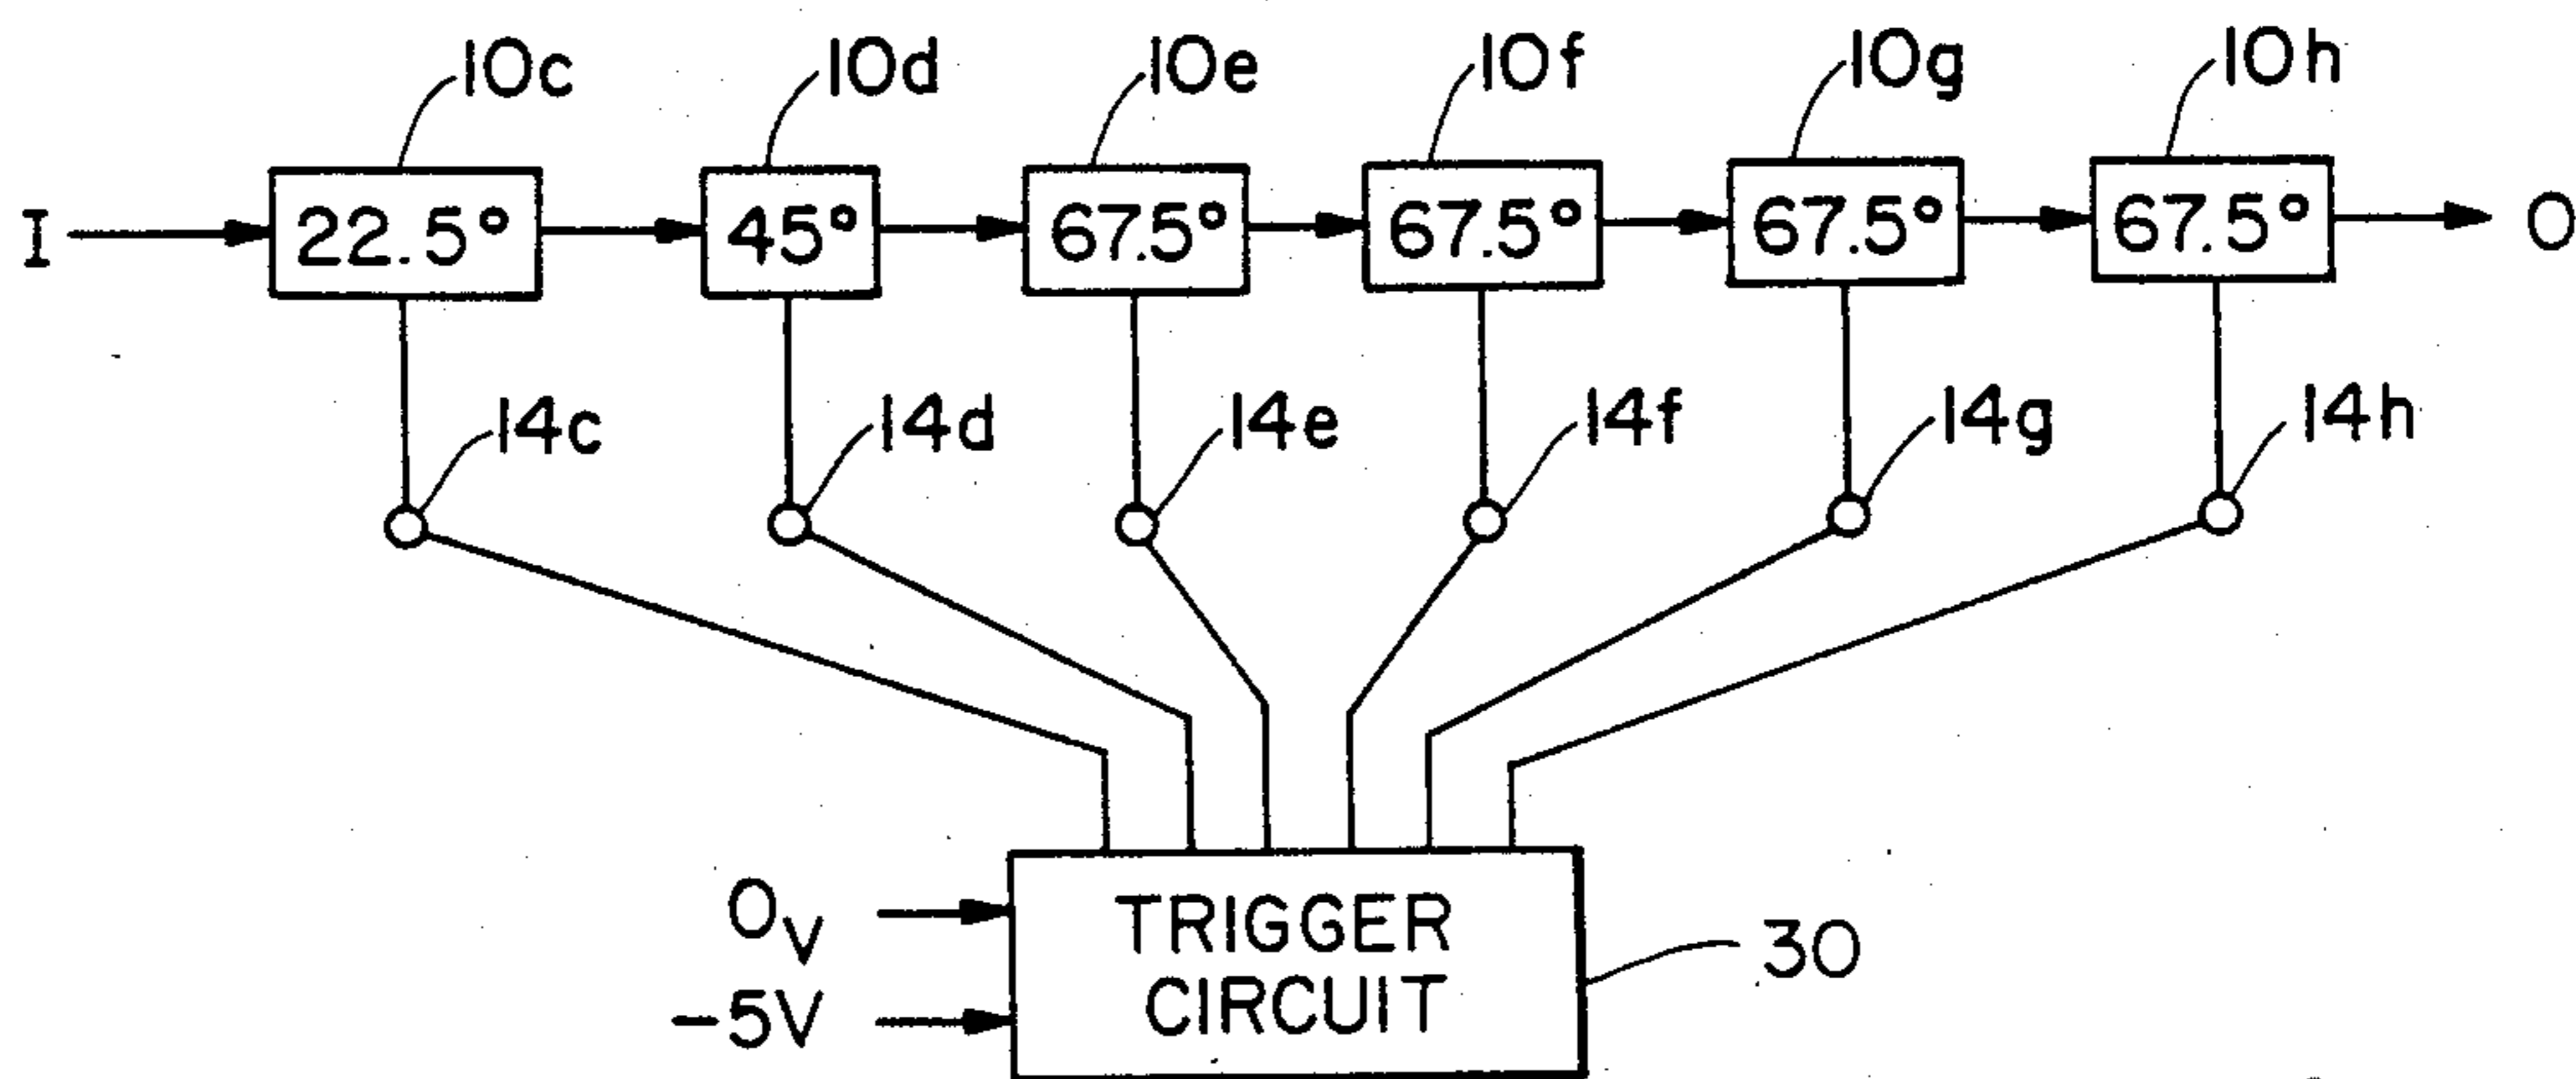 10c 10d 10e 10f 10g 10h
I 22.5° 45° 67.5° 67.5° 67.5° 67.5° O
14c 14d 14e 14f 14g 14h
0V
-5V
TRIGGER
CIRCUIT
30